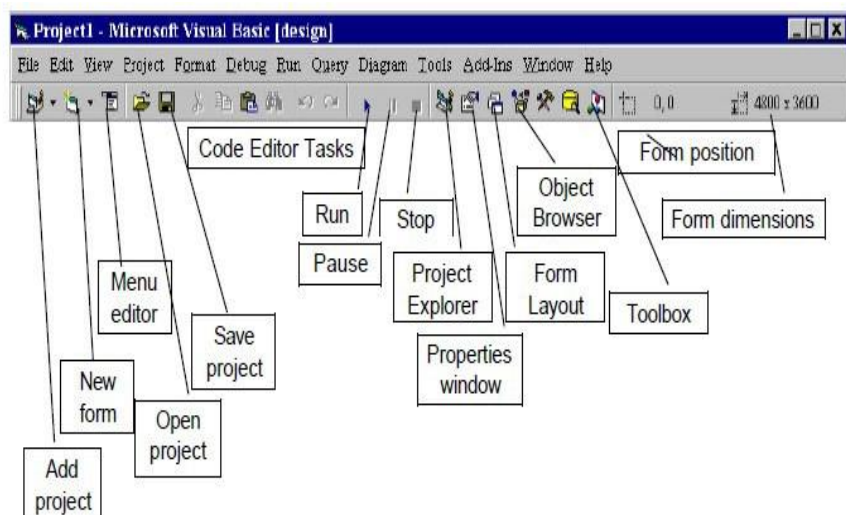 Project1 - Microsoft Visual Basic [design]
File Edit View Project Format Debug Run Query Diagram Tools Add-Ins Window Help
0,0 4800 x 3600
Code Editor Tasks
Form position
Run
Stop
Object
Browser
Form dimensions
Pause
Menu
editor
Project
Explorer
Form
Layout
Toolbox
Save
project
Properties
window
New
form
Open
project
Add
project